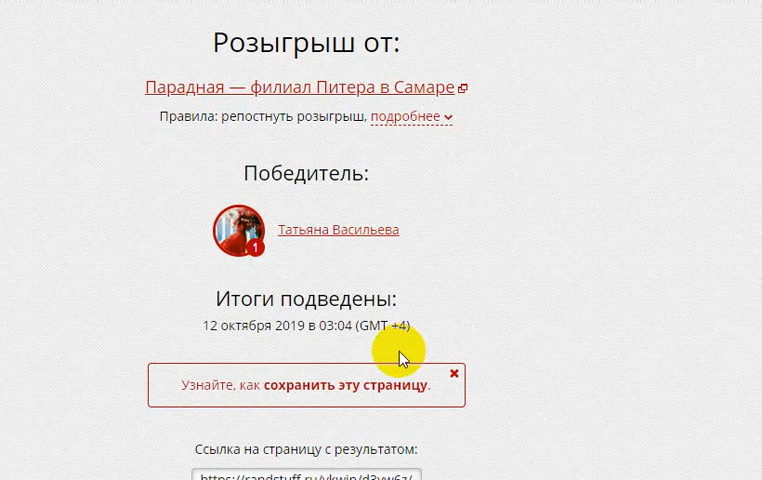 Розыгрыш от:
Парадная — филиал Питера в Самаре
Правила: репостнуть розыгрыш, подробнее
Победитель:
1
Татьяна Васильева
Итоги подведены:
12 октября 2019 в 03:04 (GMT +4)
Узнайте, как сохранить эту страницу.
Ссылка на страницу с результатом: